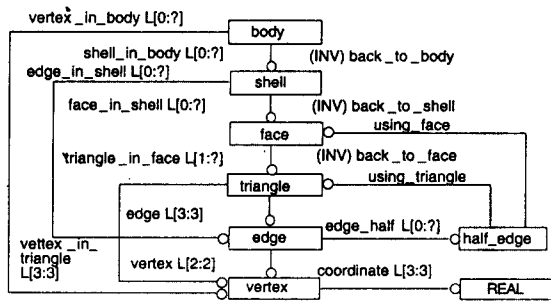 vertex_in_body L[0:?]
body
shell_in_body L[0:?]
(INV) back_to_body
edge_in_shell L[0:?]
shell
face_in_shell L[0:?]
(INV) back_to_shell
using_face
face
triangle_in_face L[1:?]
(INV) back_to_face
using_triangle
triangle
edge L[3:3]
edge_half L[0:?]
edge
half_edge
vertex_in_
triangle
L[3:3]
vertex L[2:2]
coordinate L[3:3]
vertex
REAL